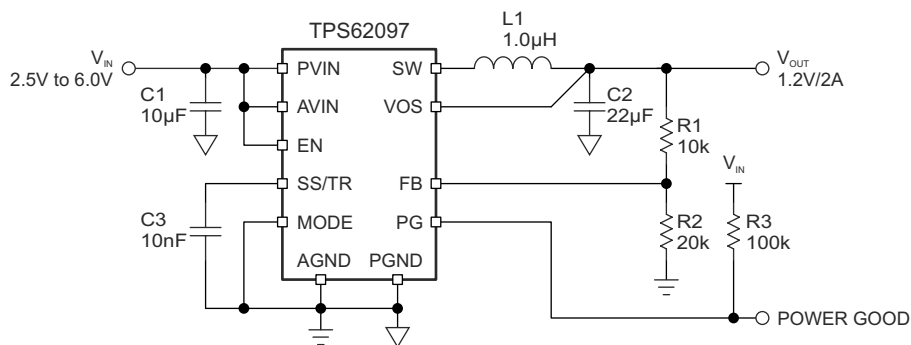 TPS62097
L1
1.0µH
V_IN
2.5V to 6.0V
PVIN
SW
V_OUT
1.2V/2A
C1
10µF
AVIN
VOS
C2
22µF
R1
10k
EN
V_IN
SS/TR
FB
C3
10nF
MODE
PG
R2
20k
R3
100k
AGND
PGND
POWER GOOD